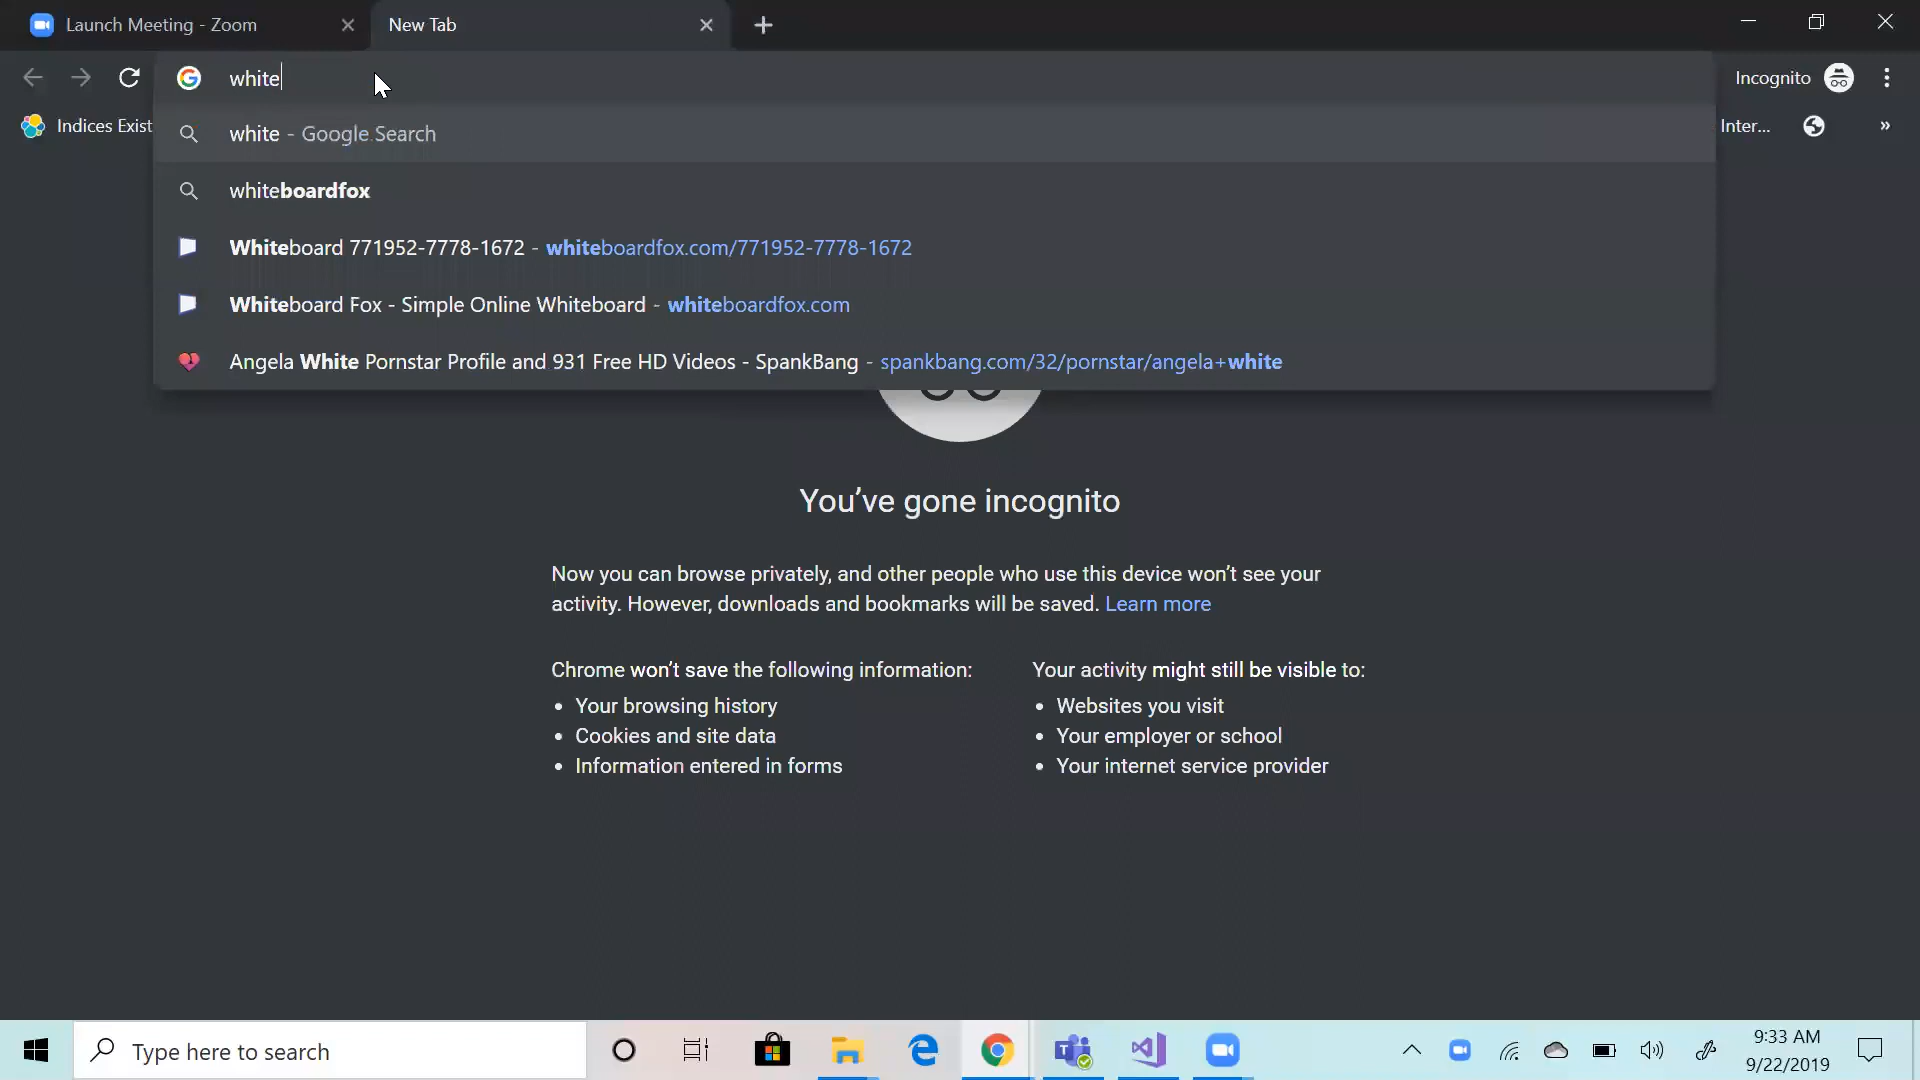 Launch Meeting - Zoom
New Tab
white
Incognito
Indices Exist
Inter...
»
white - Google Search
whiteboardfox
Whiteboard 771952-7778-1672 - whiteboardfox.com/771952-7778-1672
Whiteboard Fox - Simple Online Whiteboard - whiteboardfox.com
Angela White Pornstar Profile and 931 Free HD Videos - SpankBang - spankbang.com/32/pornstar/angela+white
You've gone incognito
Now you can browse privately, and other people who use this device won't see your
activity. However, downloads and bookmarks will be saved. Learn more
Chrome won't save the following information:
• Your browsing history
• Cookies and site data
• Information entered in forms
Your activity might still be visible to:
• Websites you visit
• Your employer or school
• Your internet service provider
Type here to search
9:33 AM
9/22/2019